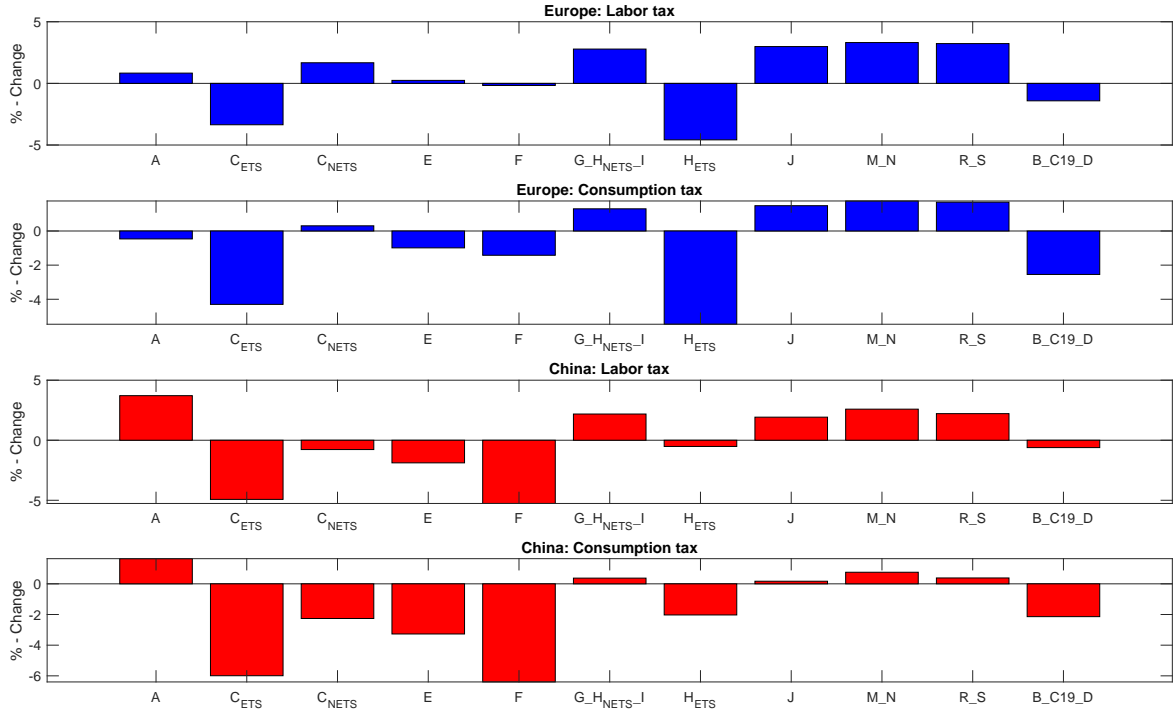 Europe: Labor tax
% - Change
5
0
-5
A C_ETS C_NETS E F G_H_NETS_I H_ETS J M_N R_S B_C19_D
Europe: Consumption tax
% - Change
0
-2
-4
A C_ETS C_NETS E F G_H_NETS_I H_ETS J M_N R_S B_C19_D
China: Labor tax
% - Change
5
0
-5
A C_ETS C_NETS E F G_H_NETS_I H_ETS J M_N R_S B_C19_D
China: Consumption tax
% - Change
0
-2
-4
-6
A C_ETS C_NETS E F G_H_NETS_I H_ETS J M_N R_S B_C19_D